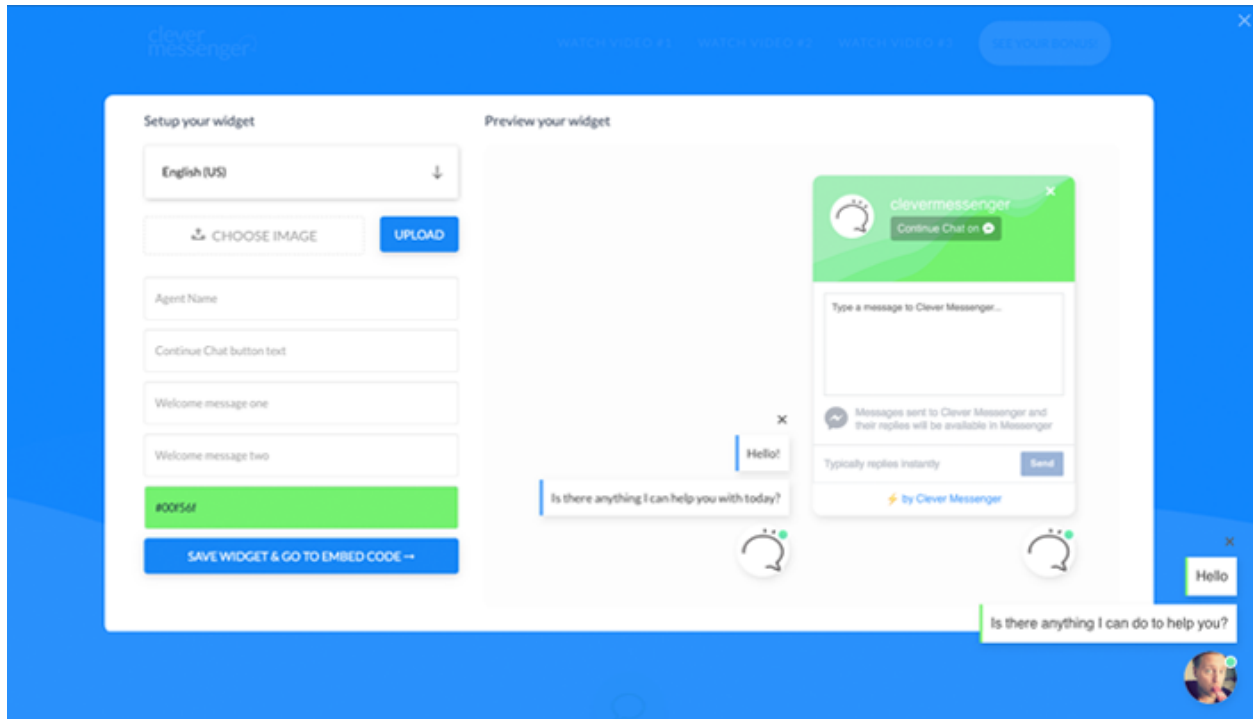 clever
messenger
WATCH VIDEO #1 WATCH VIDEO #2 WATCH VIDEO #3 SEE YOUR BONUS!
Setup your widget
English (US)
CHOOSE IMAGE UPLOAD
Agent Name
Continue Chat button text
Welcome message one
Welcome message two
#00f56f
SAVE WIDGET & GO TO EMBED CODE→
Preview your widget
Hello!
Is there anything I can help you with today?
clevermessenger
Continue Chat on
Type a message to Clever Messenger...
Messages sent to Clever Messenger and
their replies will be available in Messenger
Typically replies instantly Send
⚡ by Clever Messenger
Hello
Is there anything I can do to help you?